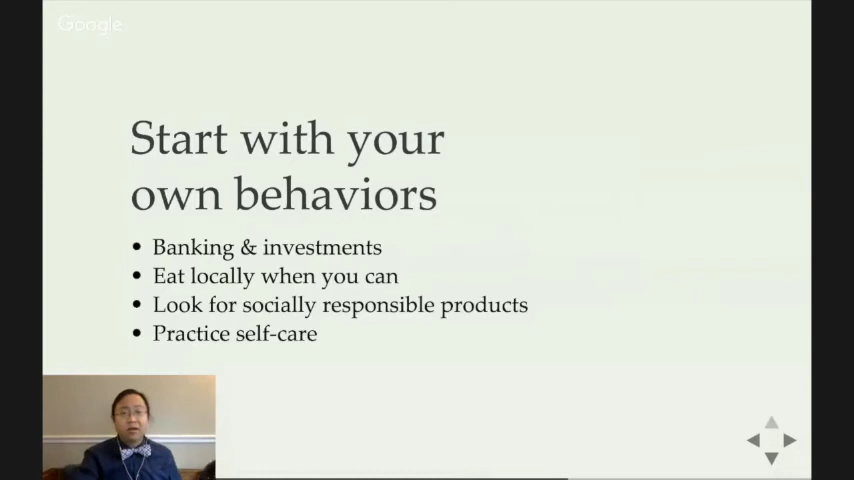 Google
Start with your
own behaviors
• Banking & investments
• Eat locally when you can
• Look for socially responsible products
• Practice self-care